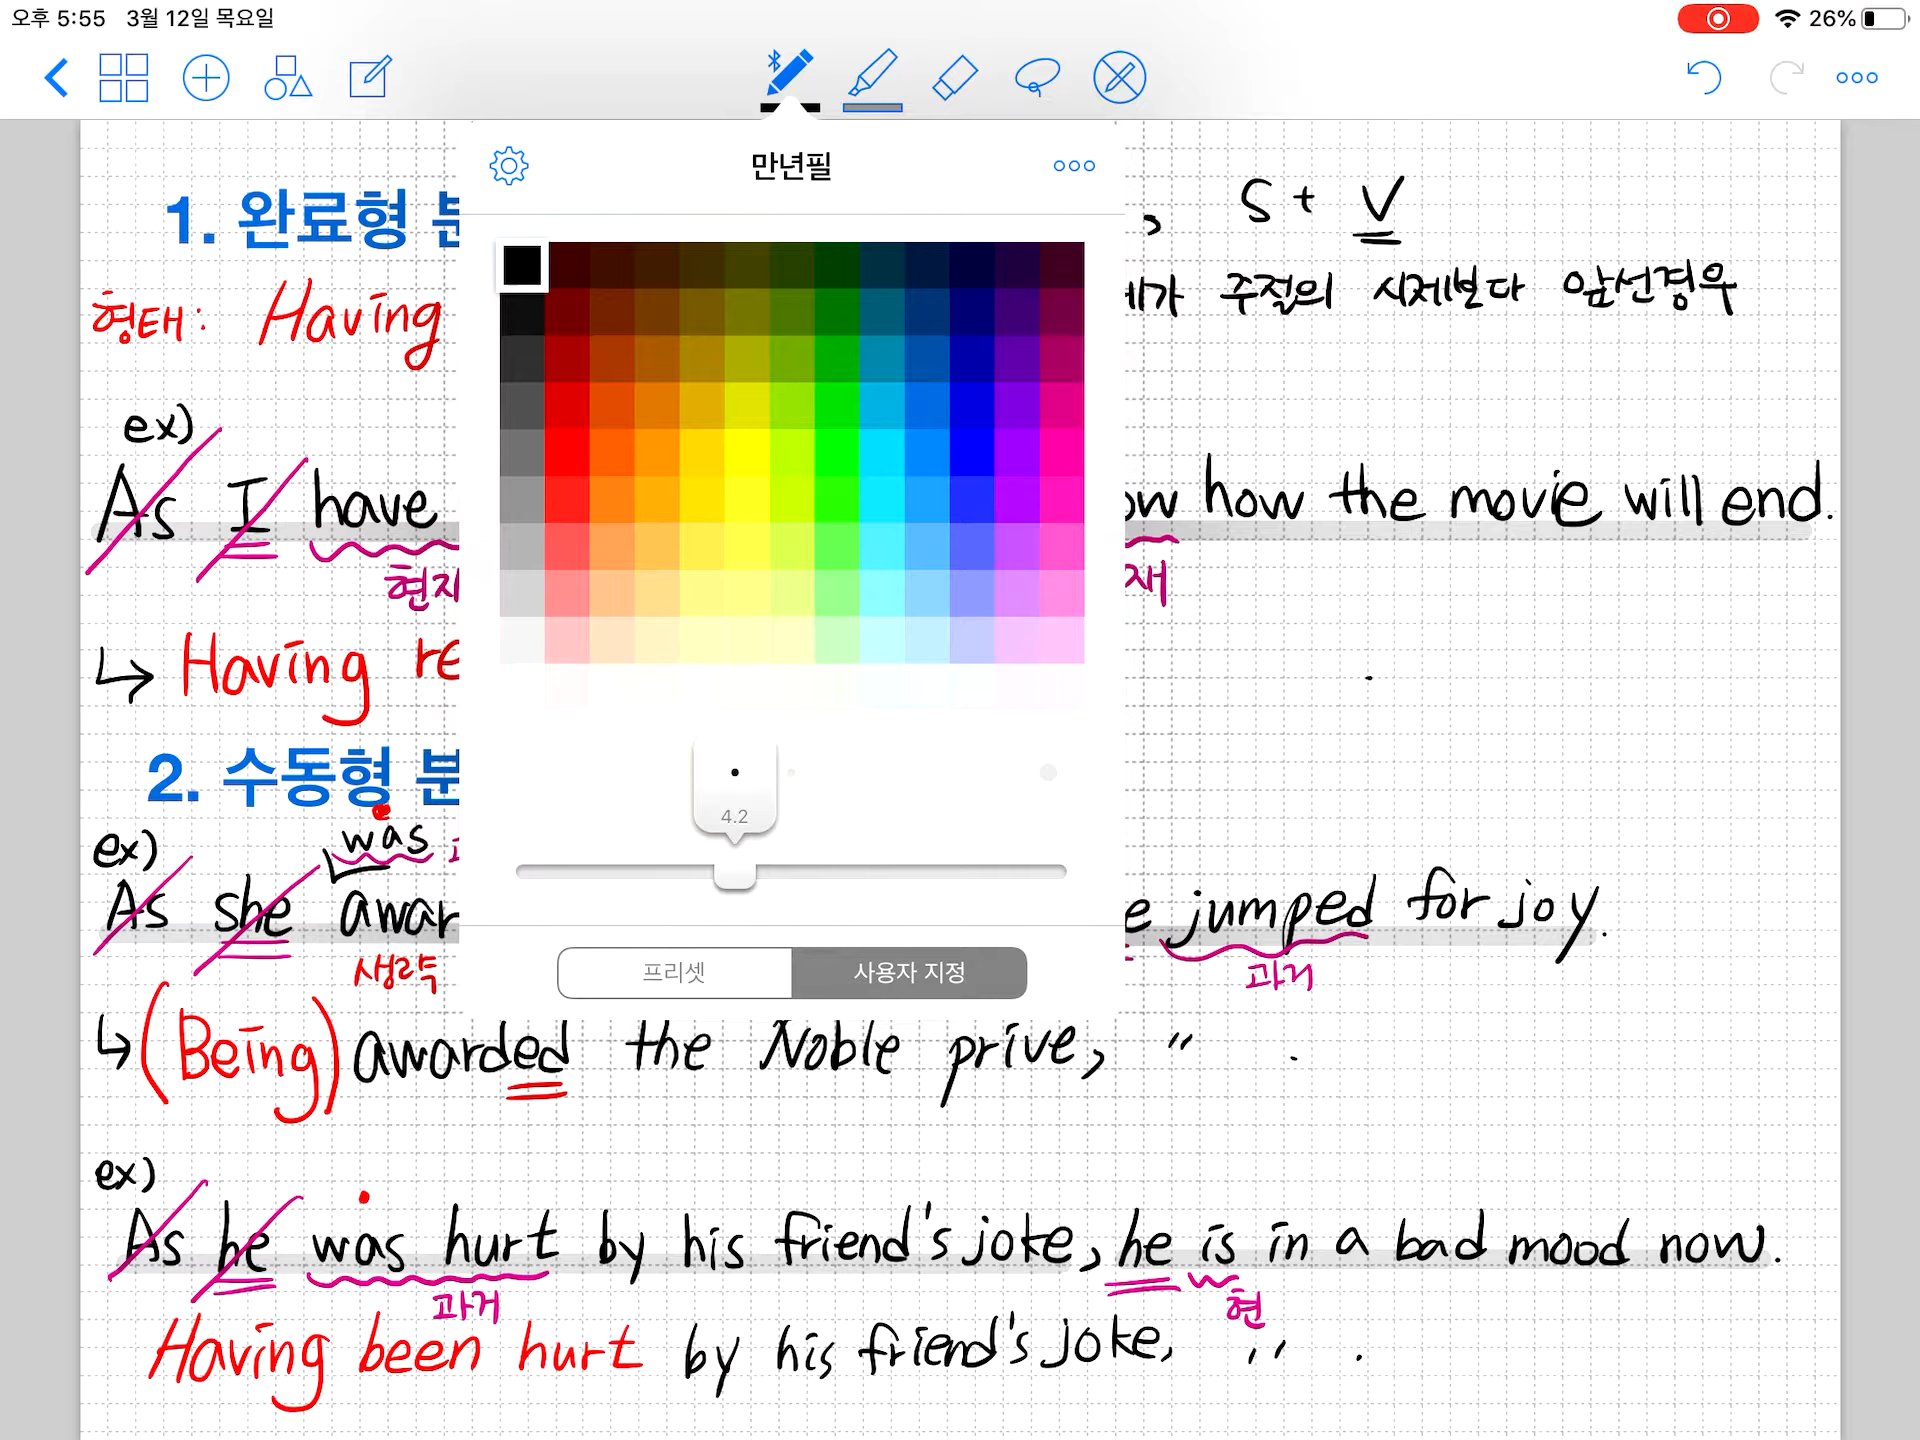 오후 5:55 3월 12일 목요일 26%
만년필
1. 완료형 분
, S + V
형태: Having
주절의 시제보다 앞선경우
ex)
As I have
how the movie will end.
현재
재
↳ Having re
.
2. 수동형 분
4.2
was
ex)
As she awar
e jumped for joy.
생략
과거
프리셋 사용자 지정
↳ (Being) awarded the Noble prive, " .
ex)
As he was hurt by his friend's joke, he is in a bad mood now.
과거 현
Having been hurt by his friend's joke, " .